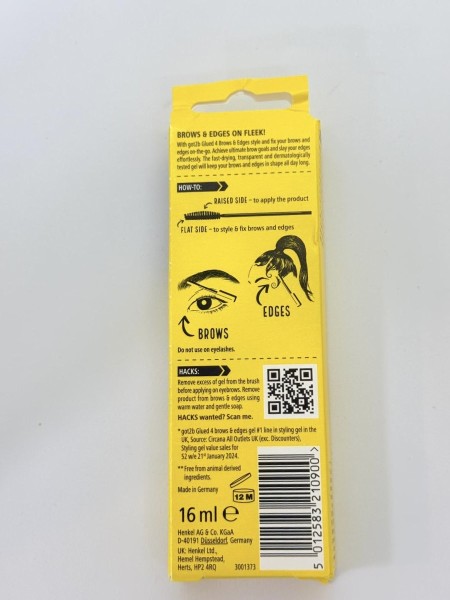 BROWS & EDGES ON FLEEK!
With got2b Glued 4 Brows & Edges style and fix your brows and
edges on-the-go. Achieve ultimate brow goals and slay your edges
effortlessly. The fast-drying, transparent and dermatologically
tested gel will keep your brows and edges in shape all day long.
HOW-TO:
RAISED SIDE – to apply the product
FLAT SIDE – to style & fix brows and edges
BROWS
EDGES
Do not use on eyelashes.
HACKS:
Remove excess of gel from the brush
before applying on eyebrows. Remove
product from brows & edges using
warm water and gentle soap.
HACKS wanted? Scan me.
* got2b Glued 4 brows & edges gel #1 line in styling gel in the
UK, Source: Circana All Outlets UK (exc. Discounters),
Styling gel value sales for
52 w/e 21st January 2024.
** Free from animal derived
ingredients.
Made in Germany
12 M
16 ml ℮
Henkel AG & Co. KGaA
D-40191 Düsseldorf, Germany
UK: Henkel Ltd.,
Hemel Hempstead,
Herts, HP2 4RQ
3001373
5 012583 210900 >